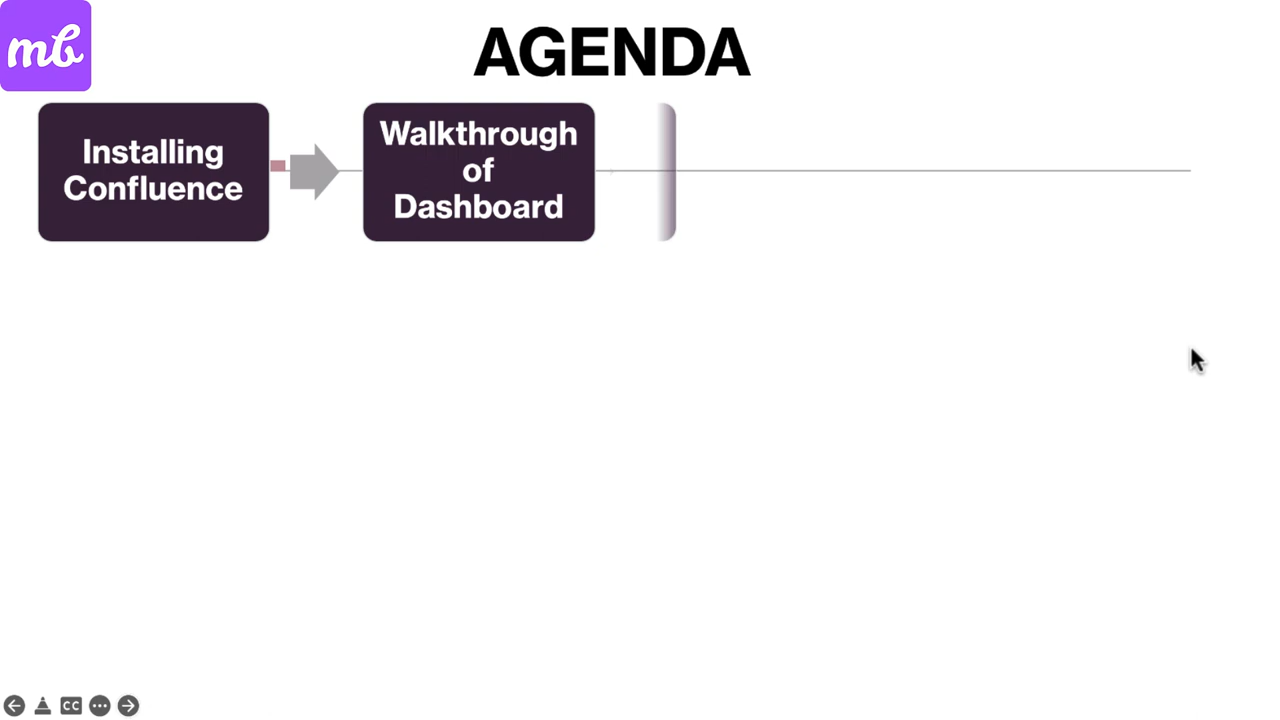 mb
AGENDA
Installing
Confluence
Walkthrough
of
Dashboard
CC